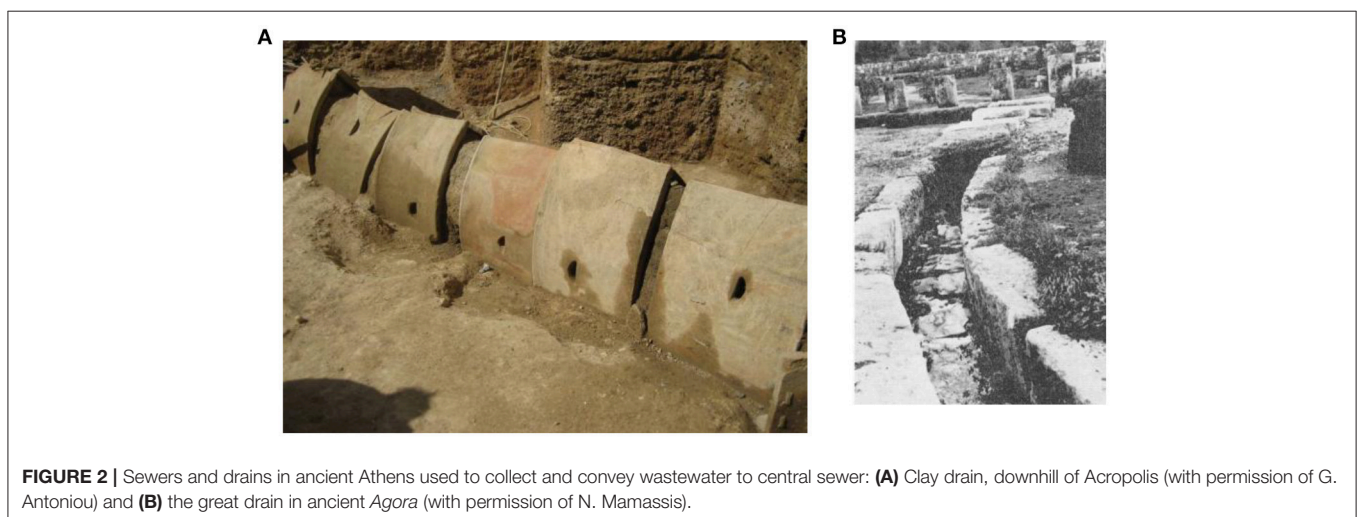 A
B
FIGURE 2 | Sewers and drains in ancient Athens used to collect and convey wastewater to central sewer: (A) Clay drain, downhill of Acropolis (with permission of G.
Antoniou) and (B) the great drain in ancient Agora (with permission of N. Mamassis).